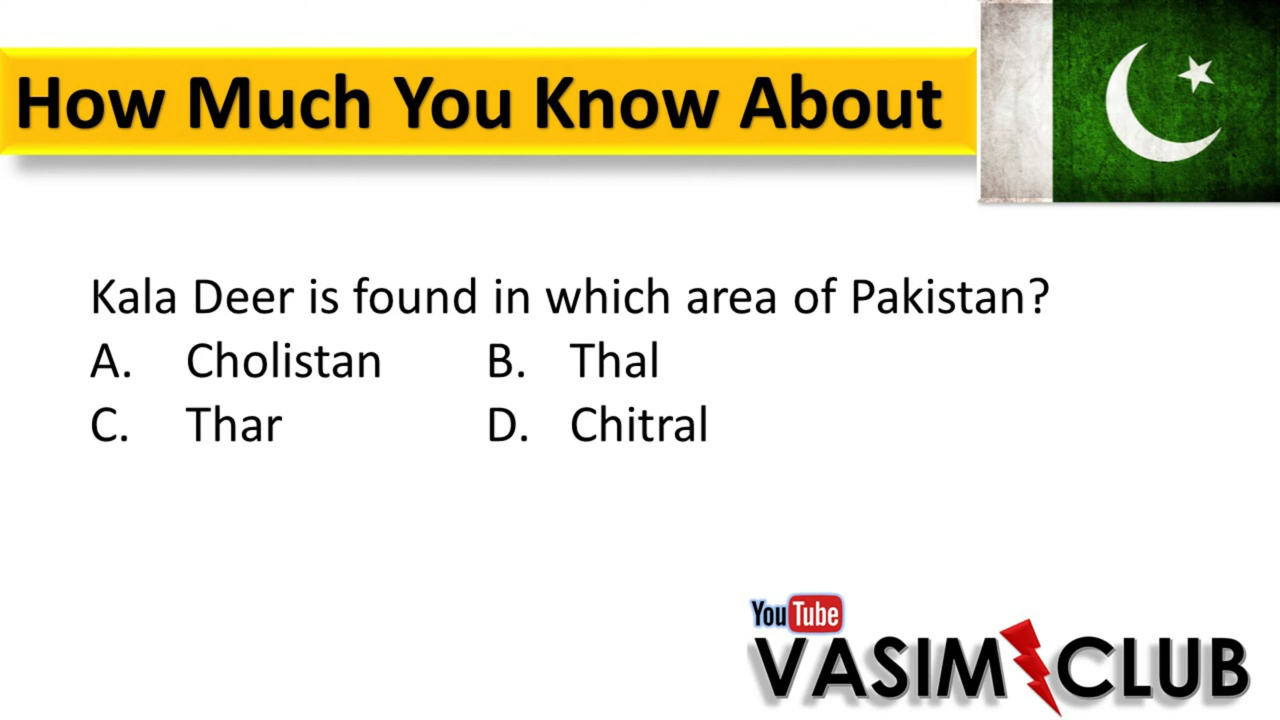 How Much You Know About
Kala Deer is found in which area of Pakistan?
A. Cholistan B. Thal
C. Thar D. Chitral
YouTube
VASIM CLUB